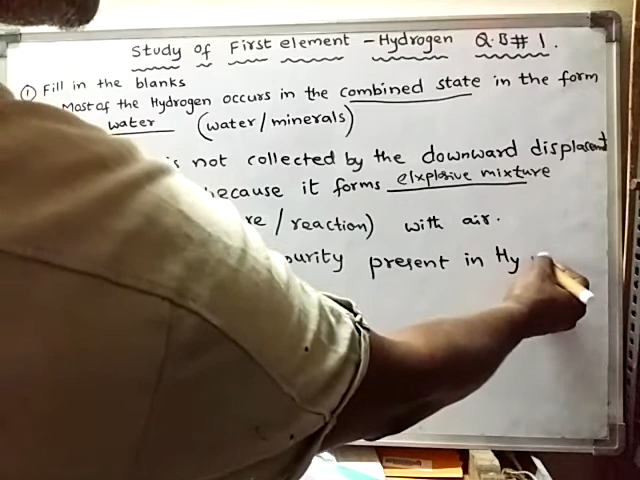 Study of First element - Hydrogen Q.B# 1.
① Fill in the blanks
Most of the Hydrogen occurs in the combined state in the form
water (water/minerals)
is not collected by the downward displacement
because it forms elxplosive mixture
re / reaction) with air.
purity present in Hy